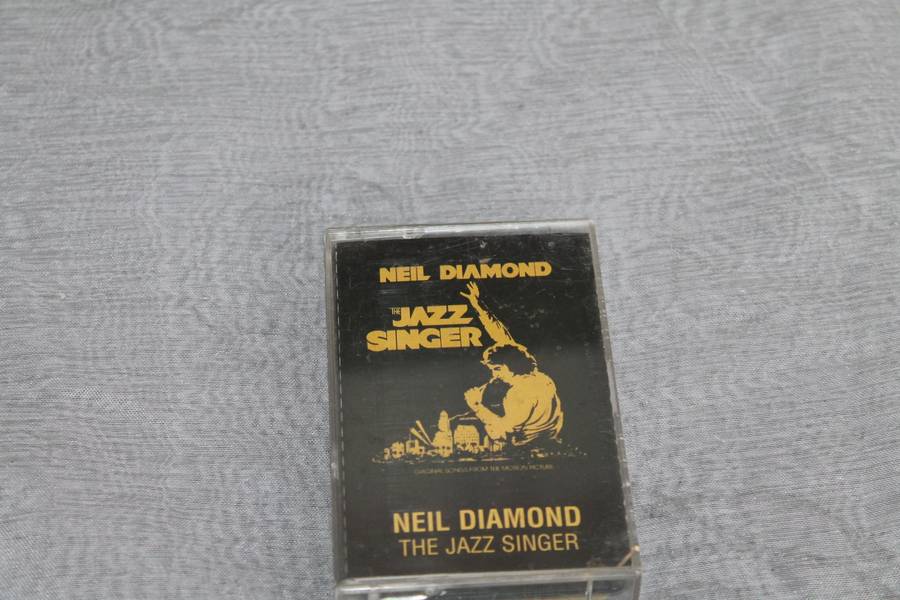 NEIL DIAMOND
THE JAZZ
SINGER
ORIGINAL SONGS FROM THE MOTION PICTURE
NEIL DIAMOND
THE JAZZ SINGER